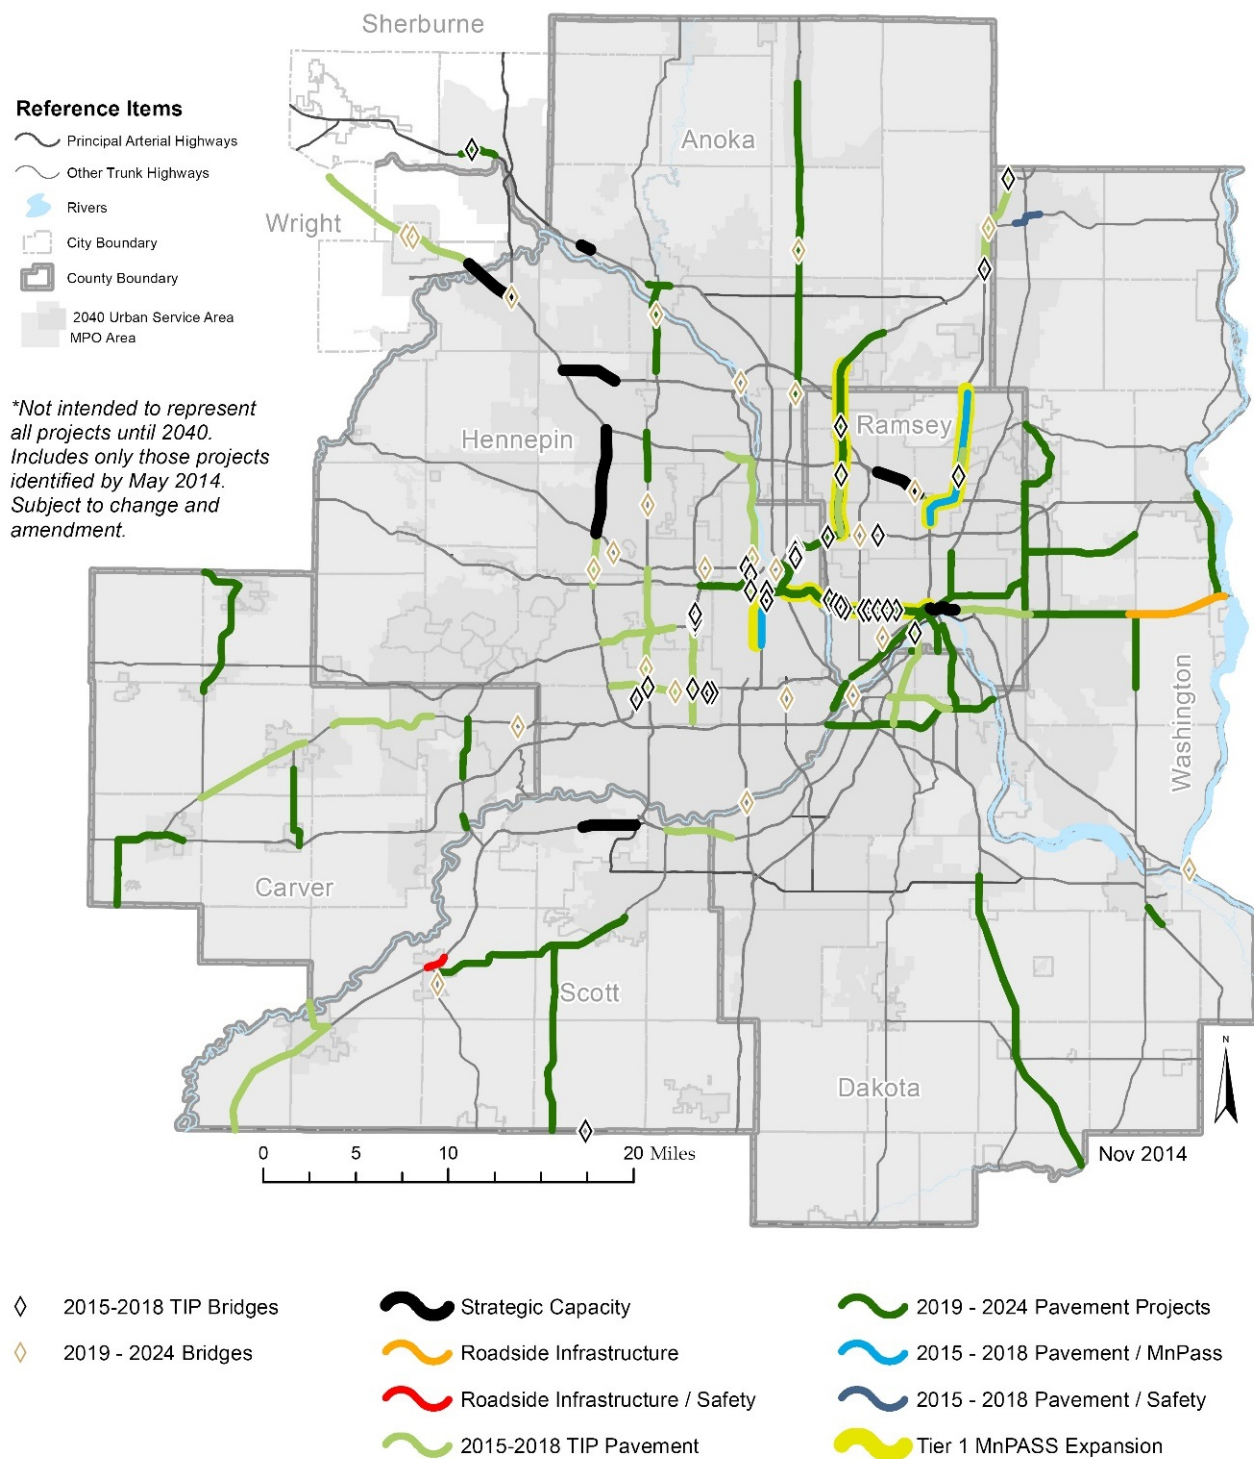 Sherburne
Reference Items
Principal Arterial Highways
Other Trunk Highways
Rivers
City Boundary
County Boundary
2040 Urban Service Area
MPO Area
*Not intended to represent
all projects until 2040.
Includes only those projects
identified by May 2014.
Subject to change and
amendment.
Anoka
Wright
Hennepin
Ramsey
Washington
Carver
Scott
Dakota
N
Nov 2014
0 5 10 20 Miles
2015-2018 TIP Bridges
2019 - 2024 Bridges
Strategic Capacity
Roadside Infrastructure
Roadside Infrastructure / Safety
2015-2018 TIP Pavement
2019 - 2024 Pavement Projects
2015 - 2018 Pavement / MnPass
2015 - 2018 Pavement / Safety
Tier 1 MnPASS Expansion